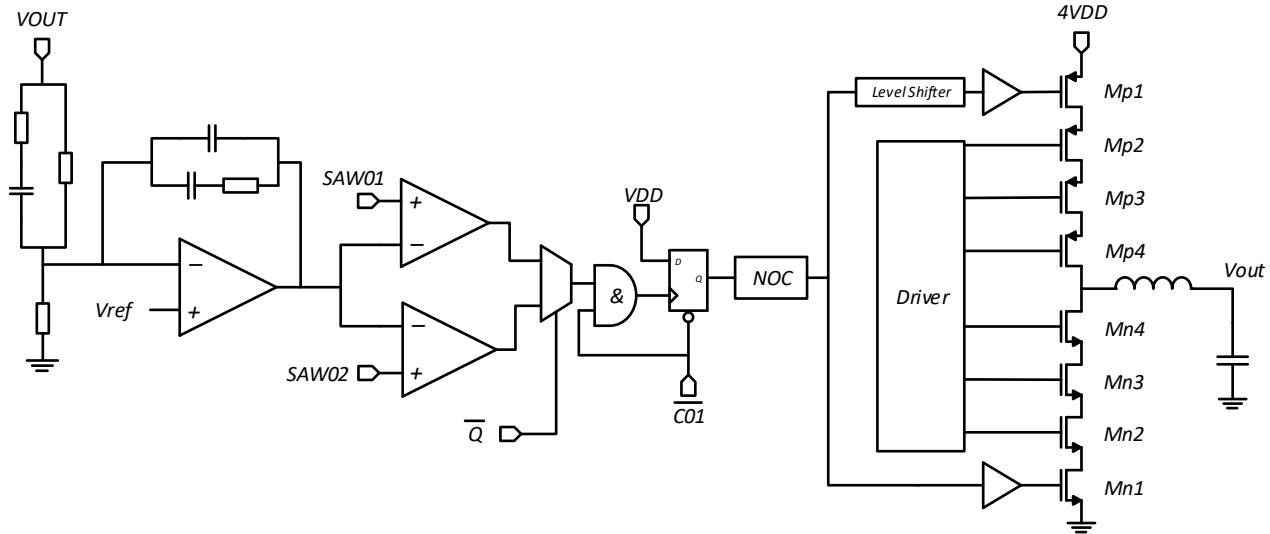 VOUT
4VDD
Level Shifter
Mp1
Mp2
SAW01
VDD
Mp3
+
−
D
Q
Mp4
−
NOC
Vout
&
Driver
Vref
+
−
Mn4
SAW02
+
C01
Mn3
Q
Mn2
Mn1